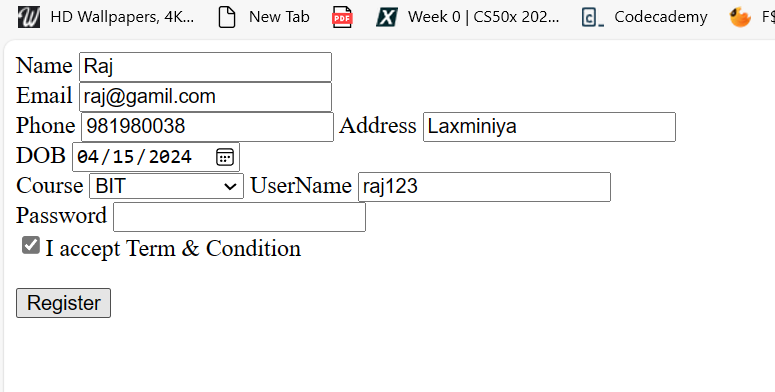 HD Wallpapers, 4K... New Tab PDF Week 0 | CS50x 202... Codecademy F$
Name Raj
Email raj@gamil.com
Phone 981980038 Address Laxminiya
DOB 04/15/2024
Course BIT UserName raj123
Password
I accept Term & Condition
Register